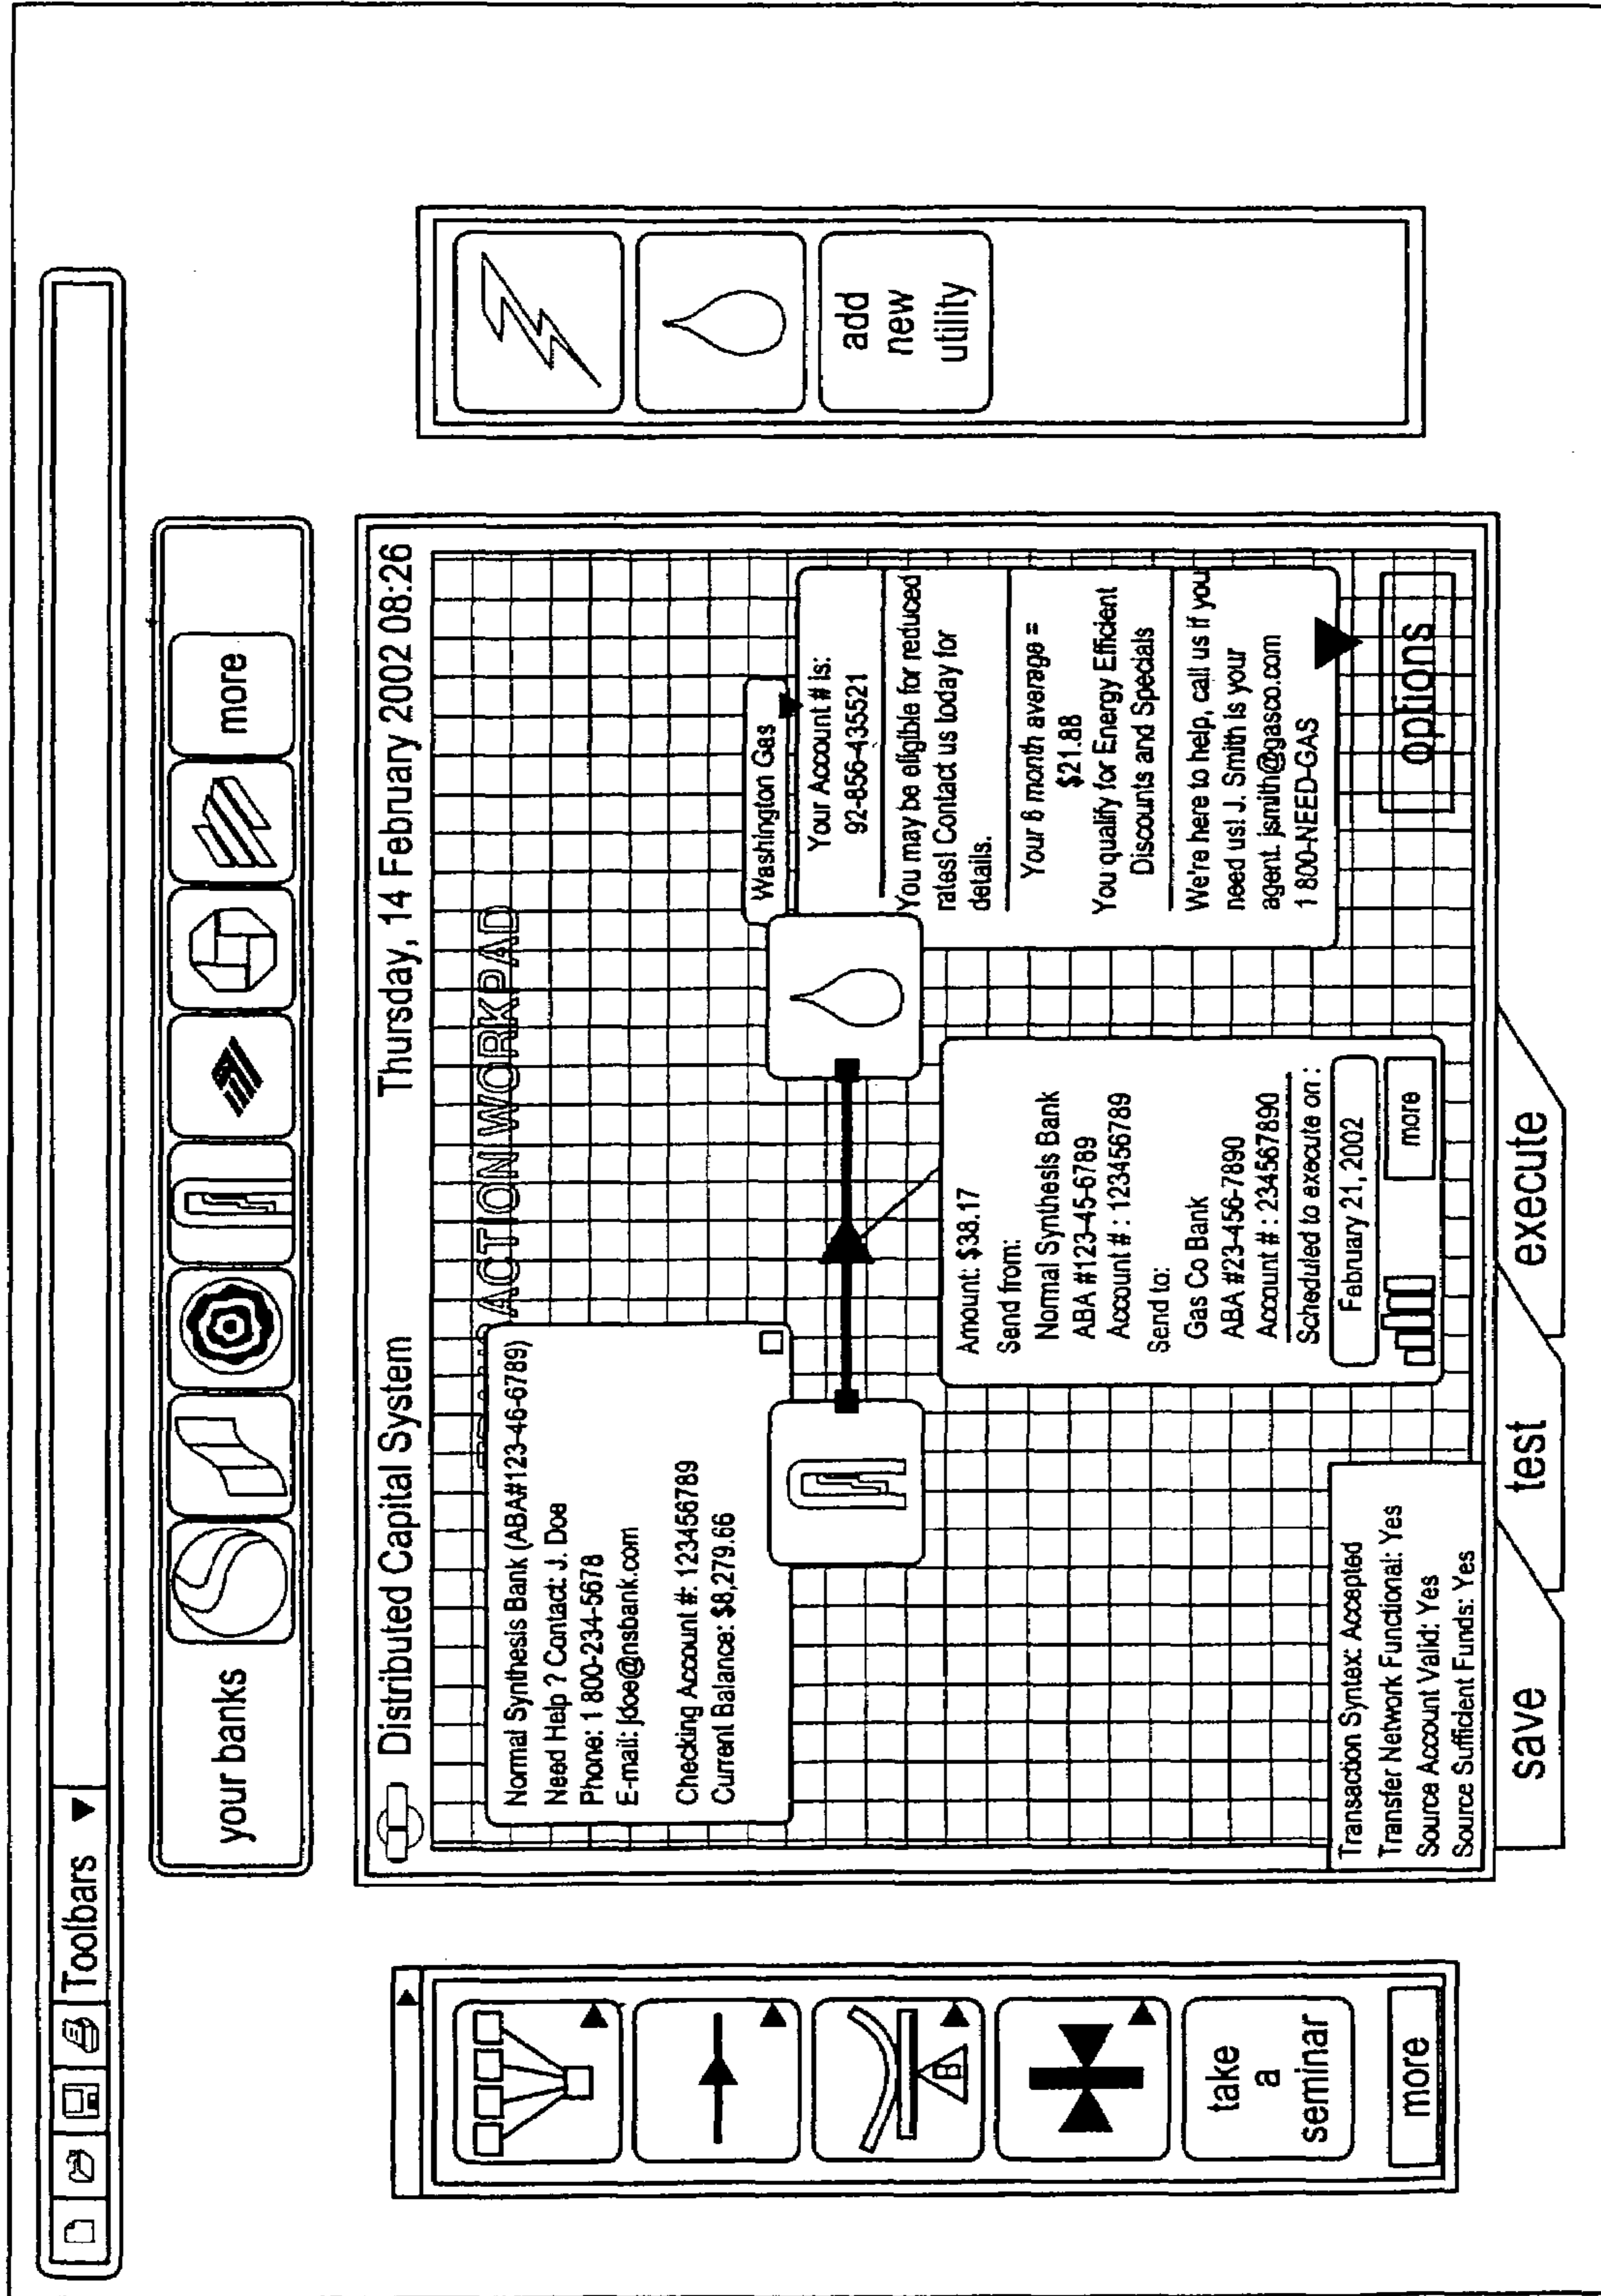 Toolbars
your banks
more
Distributed Capital System
Thursday, 14 February 2002 08:26
ACTION WORKPAD
Normal Synthesis Bank (ABA#123-46-6789)
Need Help ? Contact: J. Doe
Phone: 1 800-234-5678
E-mail: jdoe@nsbank.com
Checking Account #: 123456789
Current Balance: $8,279.66
Washington Gas
Your Account # is:
92-856-435521
You may be eligible for reduced
rates! Contact us today for
details.
Your 6 month average =
$21.88
You qualify for Energy Efficient
Discounts and Specials
We're here to help, call us if you
need us! J. Smith is your
agent. jsmith@gasco.com
1 800-NEED-GAS
options
Amount: $38.17
Send from:
Normal Synthesis Bank
ABA #123-45-6789
Account # : 123456789
Send to:
Gas Co Bank
ABA #23-456-7890
Account # : 234567890
Scheduled to execute on :
February 21, 2002
more
Transaction Syntex: Accepted
Transfer Network Functional: Yes
Source Account Valid: Yes
Source Sufficient Funds: Yes
save
test
execute
B
take
a
seminar
more
add
new
utility